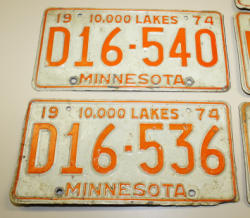 19 10,000 LAKES 74
D16-540
MINNESOTA
19 10,000 LAKES 74
D16-536
MINNESOTA